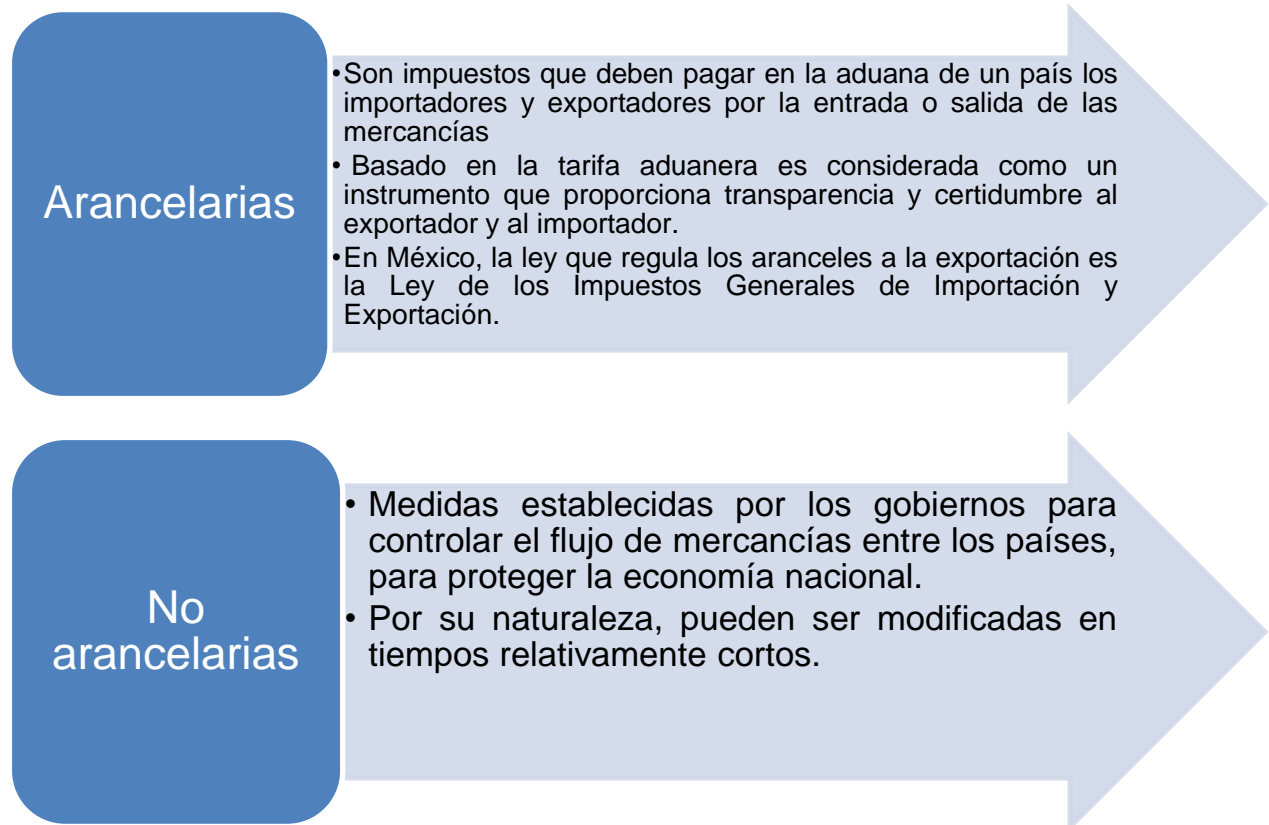 Arancelarias
•Son impuestos que deben pagar en la aduana de un país los
importadores y exportadores por la entrada o salida de las
mercancías
• Basado en la tarifa aduanera es considerada como un
instrumento que proporciona transparencia y certidumbre al
exportador y al importador.
•En México, la ley que regula los aranceles a la exportación es
la Ley de los Impuestos Generales de Importación y
Exportación.
No
arancelarias
• Medidas establecidas por los gobiernos para
controlar el flujo de mercancías entre los países,
para proteger la economía nacional.
• Por su naturaleza, pueden ser modificadas en
tiempos relativamente cortos.